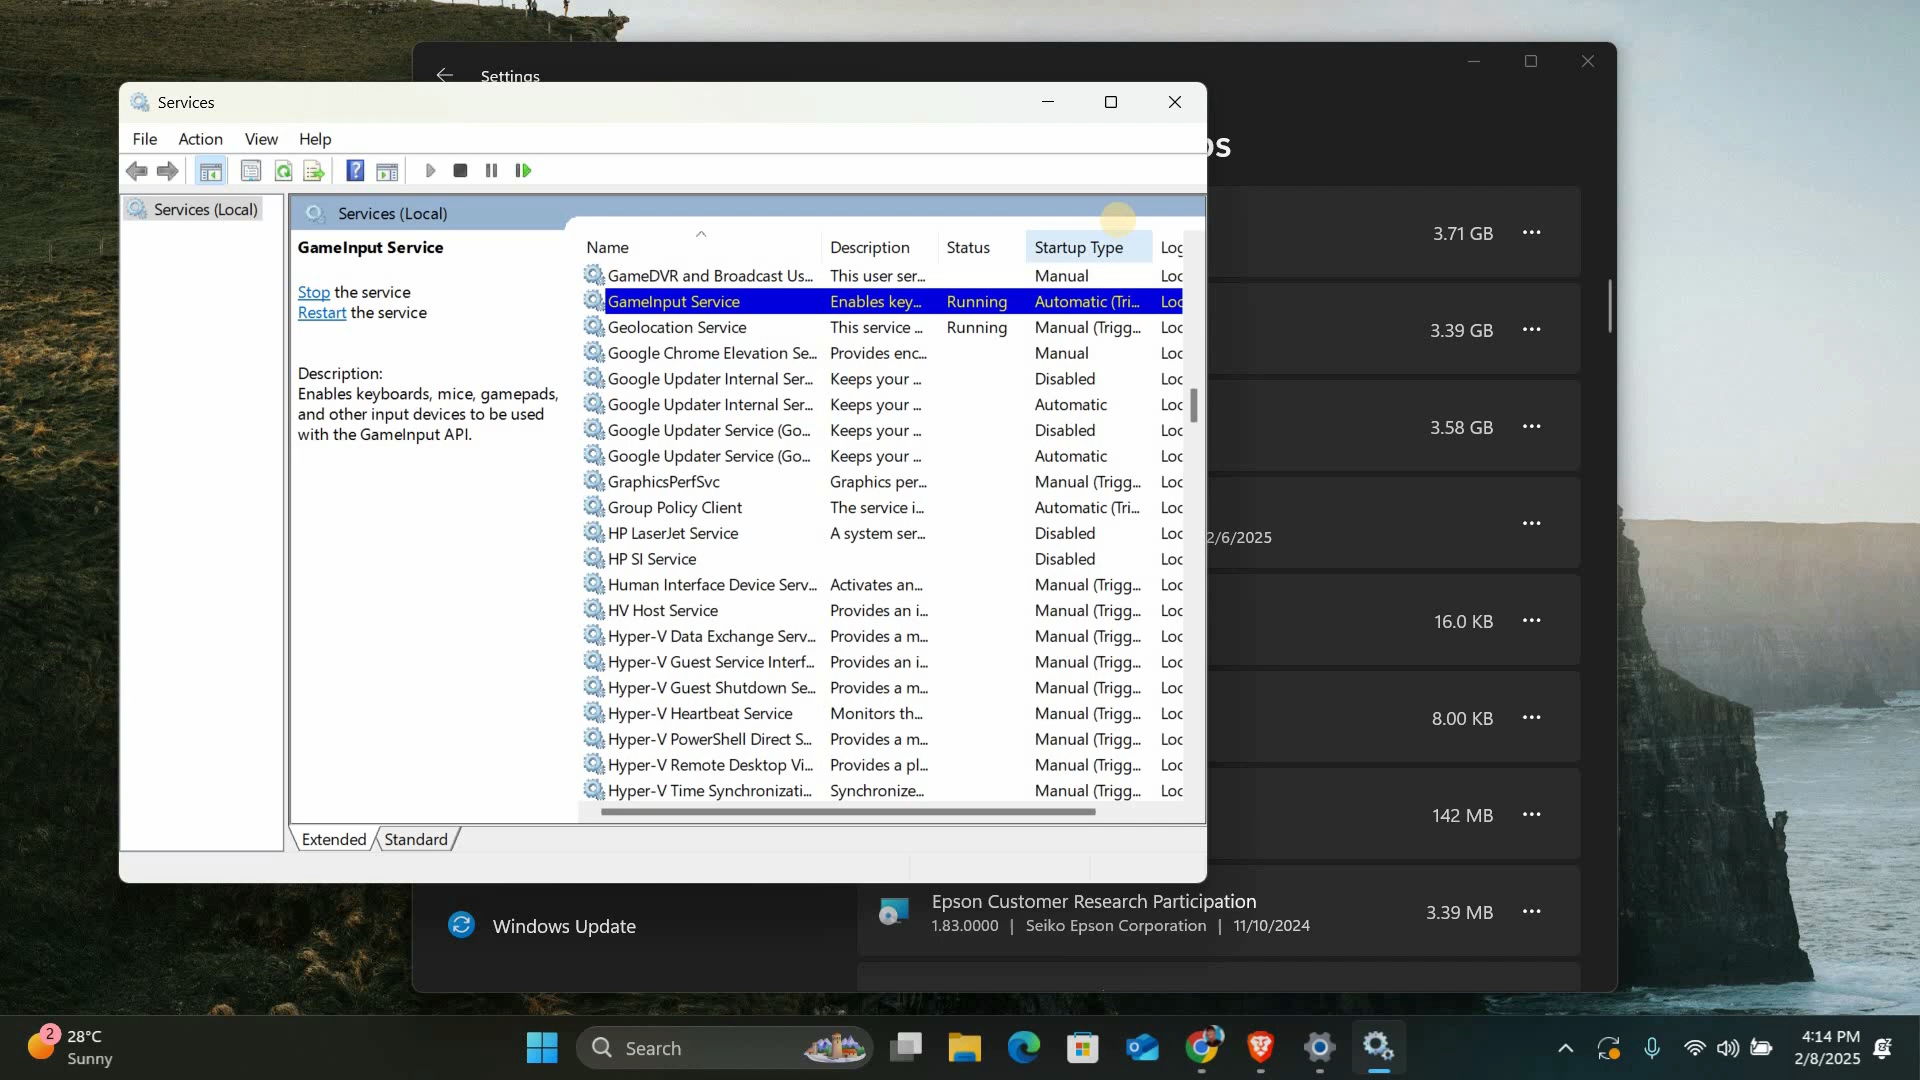 Settings
Services
File Action View Help
Services (Local)
Services (Local)
GameInput Service
Stop the service
Restart the service
Description:
Enables keyboards, mice, gamepads,
and other input devices to be used
with the GameInput API.
Name Description Status Startup Type Log
GameDVR and Broadcast Us... This user ser... Manual Loc
GameInput Service Enables key... Running Automatic (Tri... Loc
Geolocation Service This service ... Running Manual (Trigg... Loc
Google Chrome Elevation Se... Provides enc... Manual Loc
Google Updater Internal Ser... Keeps your ... Disabled Loc
Google Updater Internal Ser... Keeps your ... Automatic Loc
Google Updater Service (Go... Keeps your ... Disabled Loc
Google Updater Service (Go... Keeps your ... Automatic Loc
GraphicsPerfSvc Graphics per... Manual (Trigg... Loc
Group Policy Client The service i... Automatic (Tri... Loc
HP LaserJet Service A system ser... Disabled Loc
HP SI Service Disabled Loc
Human Interface Device Serv... Activates an... Manual (Trigg... Loc
HV Host Service Provides an i... Manual (Trigg... Loc
Hyper-V Data Exchange Serv... Provides a m... Manual (Trigg... Loc
Hyper-V Guest Service Interf... Provides an i... Manual (Trigg... Loc
Hyper-V Guest Shutdown Se... Provides a m... Manual (Trigg... Loc
Hyper-V Heartbeat Service Monitors th... Manual (Trigg... Loc
Hyper-V PowerShell Direct S... Provides a m... Manual (Trigg... Loc
Hyper-V Remote Desktop Vi... Provides a pl... Manual (Trigg... Loc
Hyper-V Time Synchronizati... Synchronize... Manual (Trigg... Loc
Extended Standard
ps
3.71 GB
3.39 GB
3.58 GB
2/6/2025
16.0 KB
8.00 KB
142 MB
Windows Update
Epson Customer Research Participation
1.83.0000 | Seiko Epson Corporation | 11/10/2024
3.39 MB
2
28°C
Sunny
Search
4:14 PM
2/8/2025